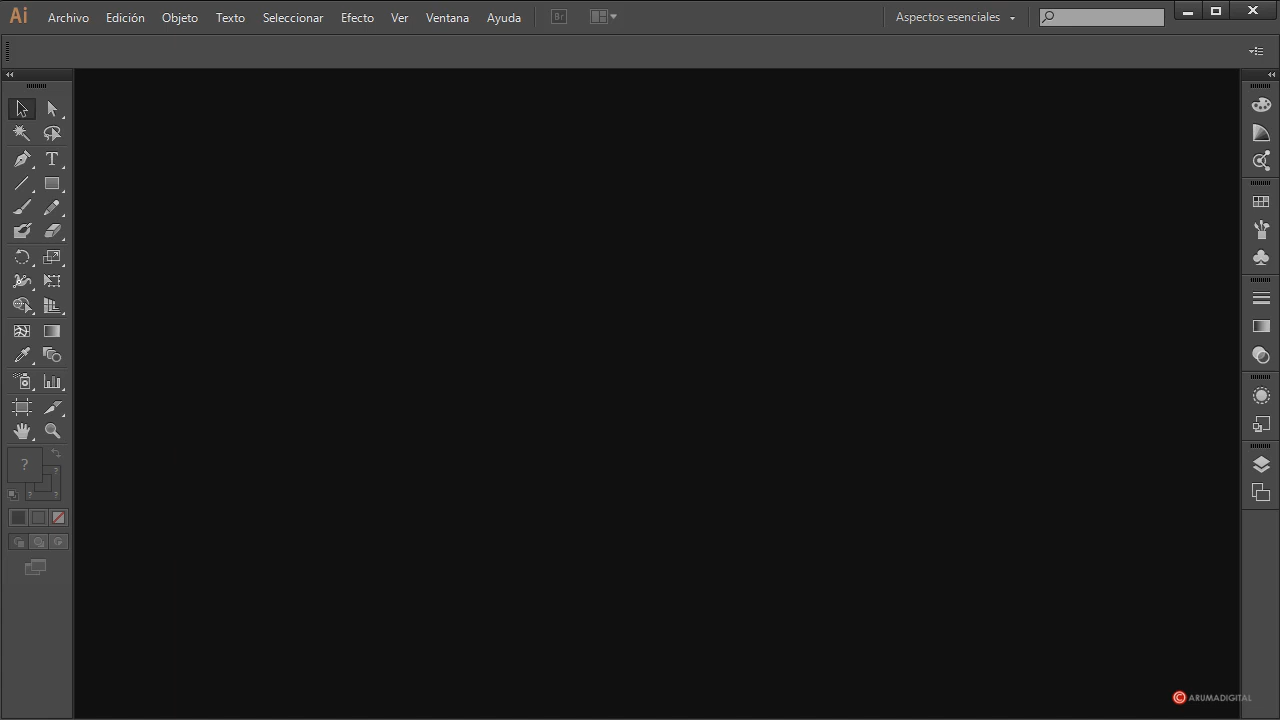 Ai Archivo Edición Objeto Texto Seleccionar Efecto Ver Ventana Ayuda Br Aspectos esenciales
T
?
? ? ?
© ARUMADIGITAL